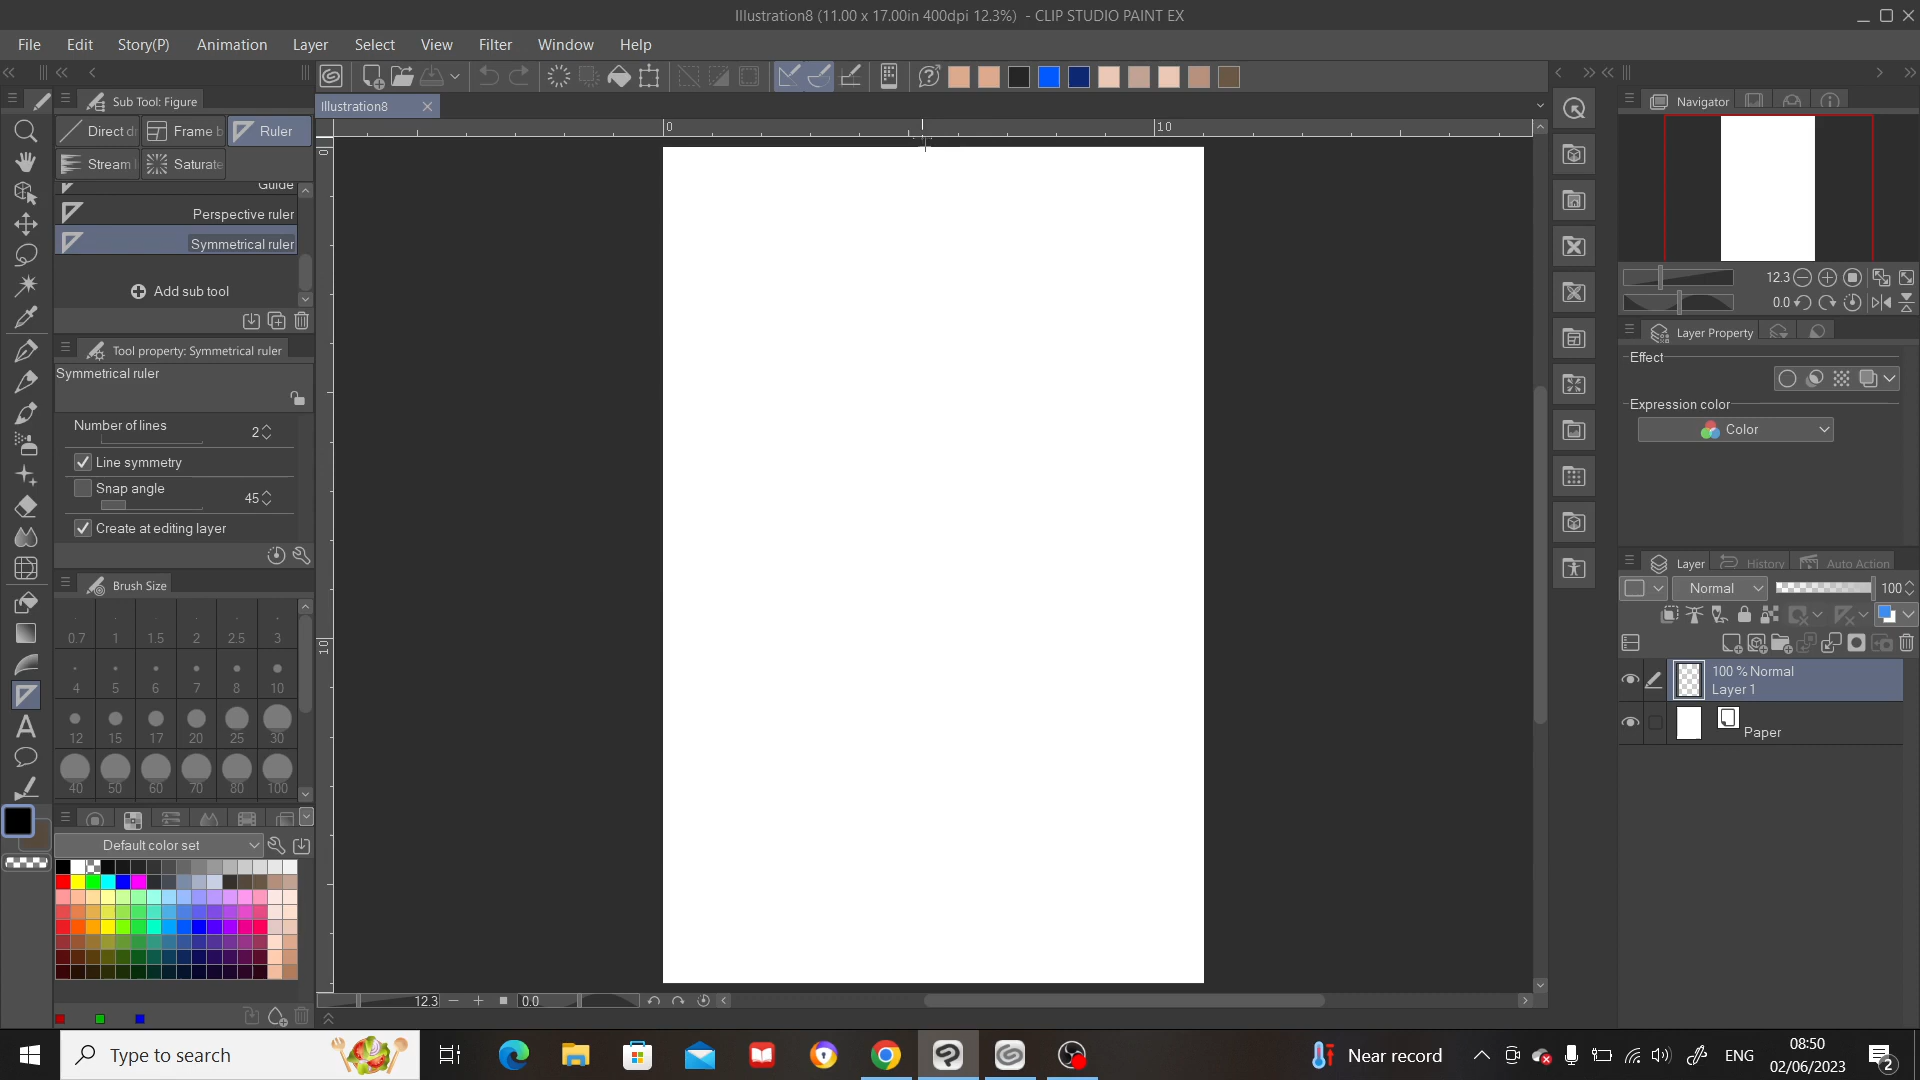 Illustration8 (11.00 x 17.00in 400dpi 12.3%) - CLIP STUDIO PAINT EX
File Edit Story(P) Animation Layer Select View Filter Window Help
Sub Tool: Figure
Illustration8
Navigator
Direct dr Frame b Ruler
0 10
Stream Saturate
0
Guide
Perspective ruler
Symmetrical ruler
12.3
Add sub tool
0.0
Layer Property
Tool property: Symmetrical ruler
Effect
Symmetrical ruler
Expression color
Number of lines 2
Color
Line symmetry
Snap angle 45
Create at editing layer
Layer History Auto Action
Brush Size
Normal 100
0.7 1 1.5 2 2.5 3
10
100 % Normal
4 5 6 7 8 10
Layer 1
Paper
12 15 17 20 25 30
40 50 60 70 80 100
A
Default color set
12.3 0.0
Type to search
Near record
ENG
08:50
02/06/2023
2